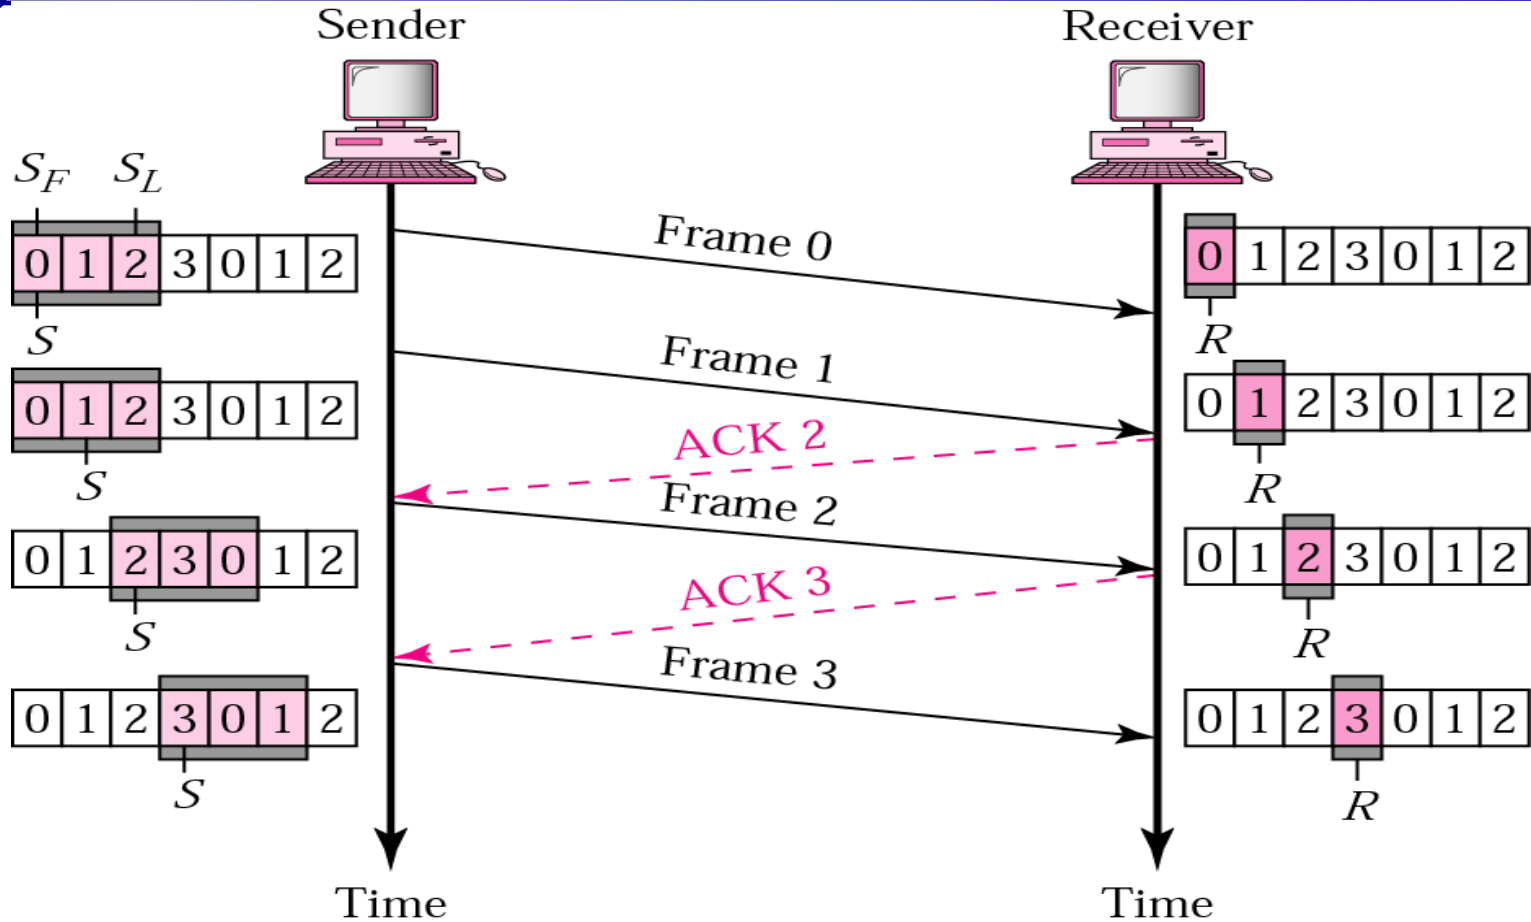 Sender Receiver
S_F S_L
Frame 0
0 1 2 3 0 1 2
0 1 2 3 0 1 2
S
R
Frame 1
0 1 2 3 0 1 2
0 1 2 3 0 1 2
ACK 2
S
R
Frame 2
0 1 2 3 0 1 2
0 1 2 3 0 1 2
ACK 3
S
R
Frame 3
0 1 2 3 0 1 2
0 1 2 3 0 1 2
S
R
Time Time